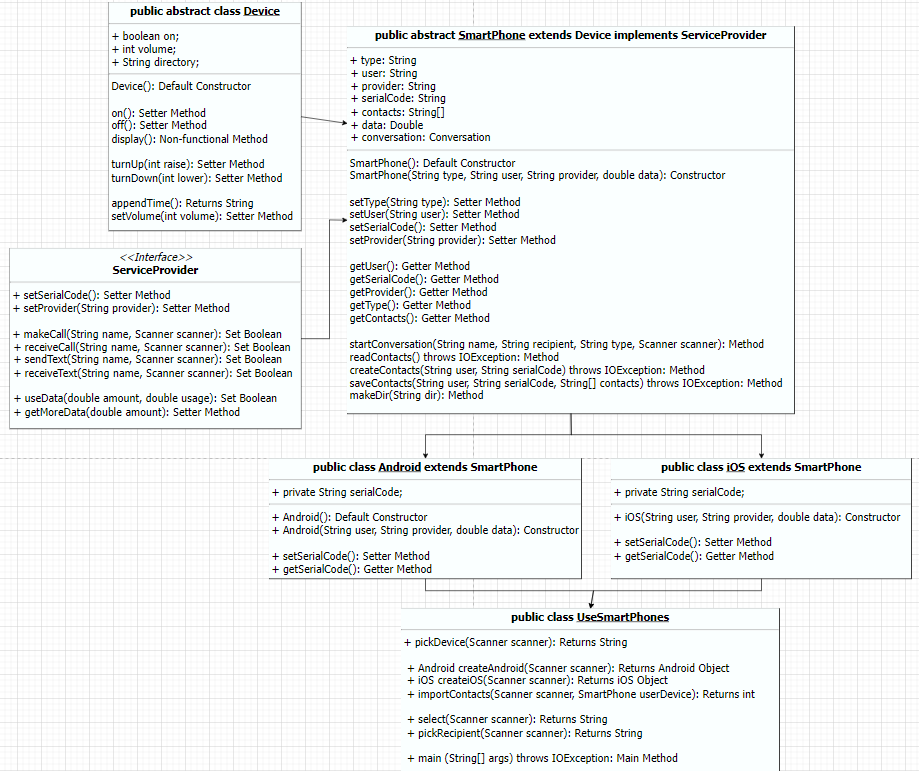 public abstract class Device
+ boolean on;
+ int volume;
+ String directory;
Device(): Default Constructor
on(): Setter Method
off(): Setter Method
display(): Non-functional Method
turnUp(int raise): Setter Method
turnDown(int lower): Setter Method
appendTime(): Returns String
setVolume(int volume): Setter Method
<<Interface>>
ServiceProvider
+ setSerialCode(): Setter Method
+ setProvider(String provider): Setter Method
+ makeCall(String name, Scanner scanner): Set Boolean
+ receiveCall(String name, Scanner scanner): Set Boolean
+ sendText(String name, Scanner scanner): Set Boolean
+ receiveText(String name, Scanner scanner): Set Boolean
+ useData(double amount, double usage): Set Boolean
+ getMoreData(double amount): Setter Method
public abstract SmartPhone extends Device implements ServiceProvider
+ type: String
+ user: String
+ provider: String
+ serialCode: String
+ contacts: String[]
+ data: Double
+ conversation: Conversation
SmartPhone(): Default Constructor
SmartPhone(String type, String user, String provider, double data): Constructor
setType(String type): Setter Method
setUser(String user): Setter Method
setSerialCode(): Setter Method
setProvider(String provider): Setter Method
getUser(): Getter Method
getSerialCode(): Getter Method
getProvider(): Getter Method
getType(): Getter Method
getContacts(): Getter Method
startConversation(String name, String recipient, String type, Scanner scanner): Method
readContacts() throws IOException: Method
createContacts(String user, String serialCode) throws IOException: Method
saveContacts(String user, String serialCode, String[] contacts) throws IOException: Method
makeDir(String dir): Method
public class Android extends SmartPhone
+ private String serialCode;
+ Android(): Default Constructor
+ Android(String user, String provider, double data): Constructor
+ setSerialCode(): Setter Method
+ getSerialCode(): Getter Method
public class iOS extends SmartPhone
+ private String serialCode;
+ iOS(String user, String provider, double data): Constructor
+ setSerialCode(): Setter Method
+ getSerialCode(): Getter Method
public class UseSmartPhones
+ pickDevice(Scanner scanner): Returns String
+ Android createAndroid(Scanner scanner): Returns Android Object
+ iOS createiOS(Scanner scanner): Returns iOS Object
+ importContacts(Scanner scanner, SmartPhone userDevice): Returns int
+ select(Scanner scanner): Returns String
+ pickRecipient(Scanner scanner): Returns String
+ main (String[] args) throws IOException: Main Method